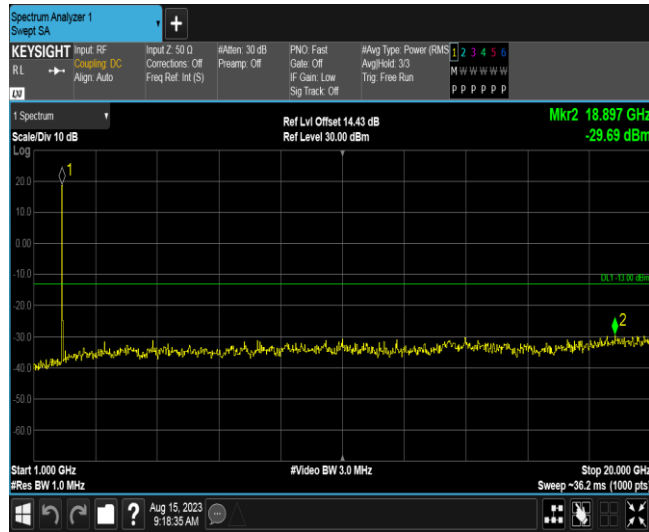 Spectrum Analyzer 1
Swept SA
+
KEYSIGHT
RL
LXI
Input: RF
Coupling: DC
Align: Auto
Input Z: 50 Ω
Corrections: Off
Freq Ref: Int (S)
#Atten: 30 dB
Preamp: Off
PNO: Fast
Gate: Off
IF Gain: Low
Sig Track: Off
#Avg Type: Power (RMS
Avg|Hold: 3/3
Trig: Free Run
1 2 3 4 5 6
M W W W W W
P P P P P P
1 Spectrum
Scale/Div 10 dB
Log
Ref Lvl Offset 14.43 dB
Ref Level 30.00 dBm
Mkr2 18.897 GHz
-29.69 dBm
1
20.0
10.0
0.00
-10.0
DL1 -13.00 dBm
-20.0
2
-30.0
-40.0
-50.0
-60.0
Start 1.000 GHz
#Res BW 1.0 MHz
#Video BW 3.0 MHz
Stop 20.000 GHz
Sweep ~36.2 ms (1000 pts)
?
Aug 15, 2023
9:18:35 AM